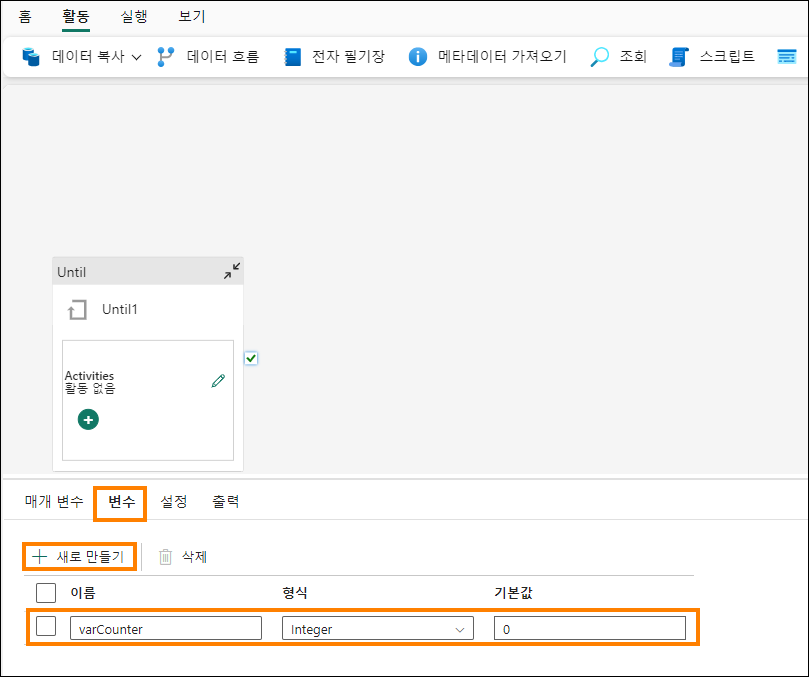 홈 활동 실행 보기
데이터 복사 데이터 흐름 전자 필기장 메타데이터 가져오기 조회 스크립트
Until
Until1
Activities
활동 없음
매개 변수 변수 설정 출력
새로 만들기 삭제
이름 형식 기본값
varCounter Integer 0